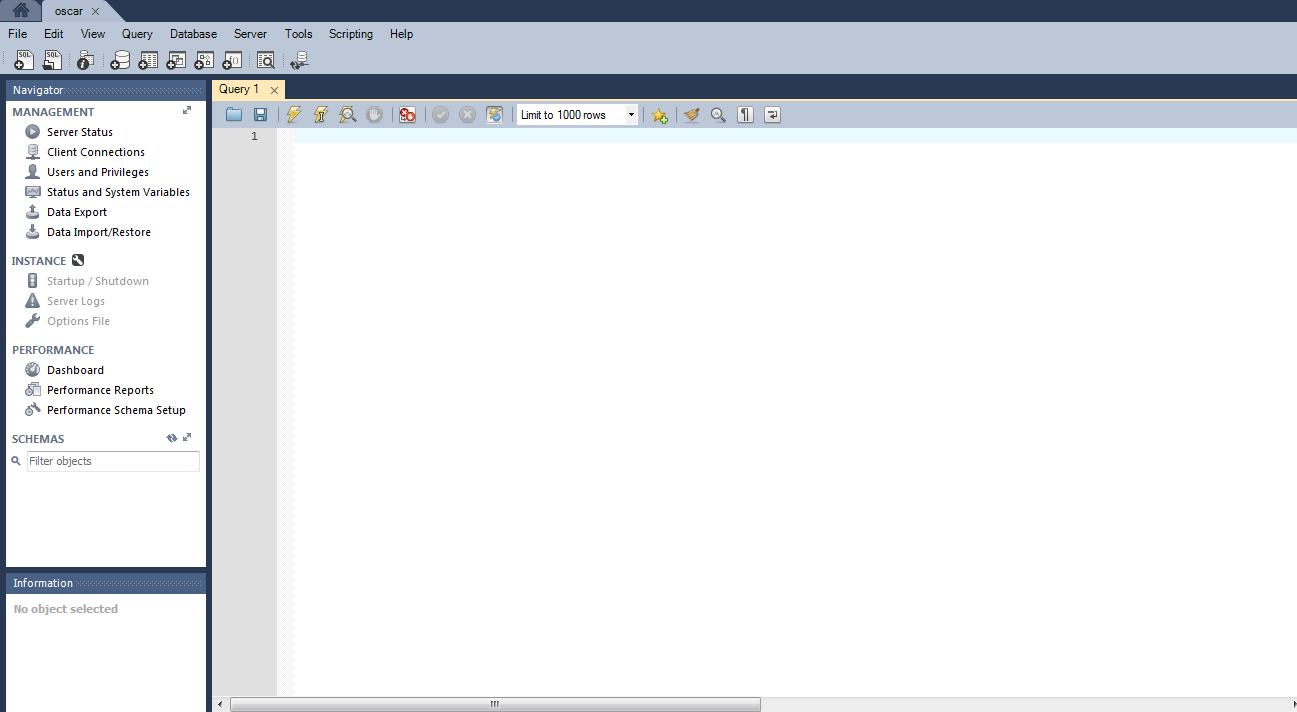 oscar
File Edit View Query Database Server Tools Scripting Help
SQL SQL
Navigator
MANAGEMENT
Server Status
Client Connections
Users and Privileges
Status and System Variables
Data Export
Data Import/Restore
INSTANCE
Startup / Shutdown
Server Logs
Options File
PERFORMANCE
Dashboard
Performance Reports
Performance Schema Setup
SCHEMAS
Filter objects
Information
No object selected
Query 1
Limit to 1000 rows
1